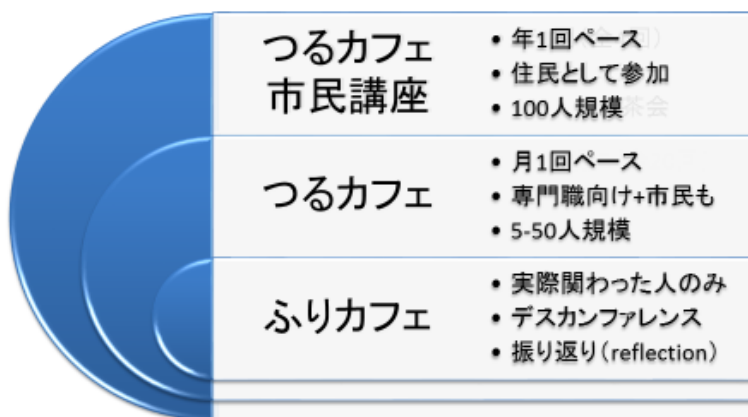 つるカフェ
市民講座
• 年1回ペース
• 住民として参加
• 100人規模
つるカフェ
• 月1回ペース
• 専門職向け+市民も
• 5-50人規模
ふりカフェ
• 実際関わった人のみ
• デスカンファレンス
• 振り返り(reflection)